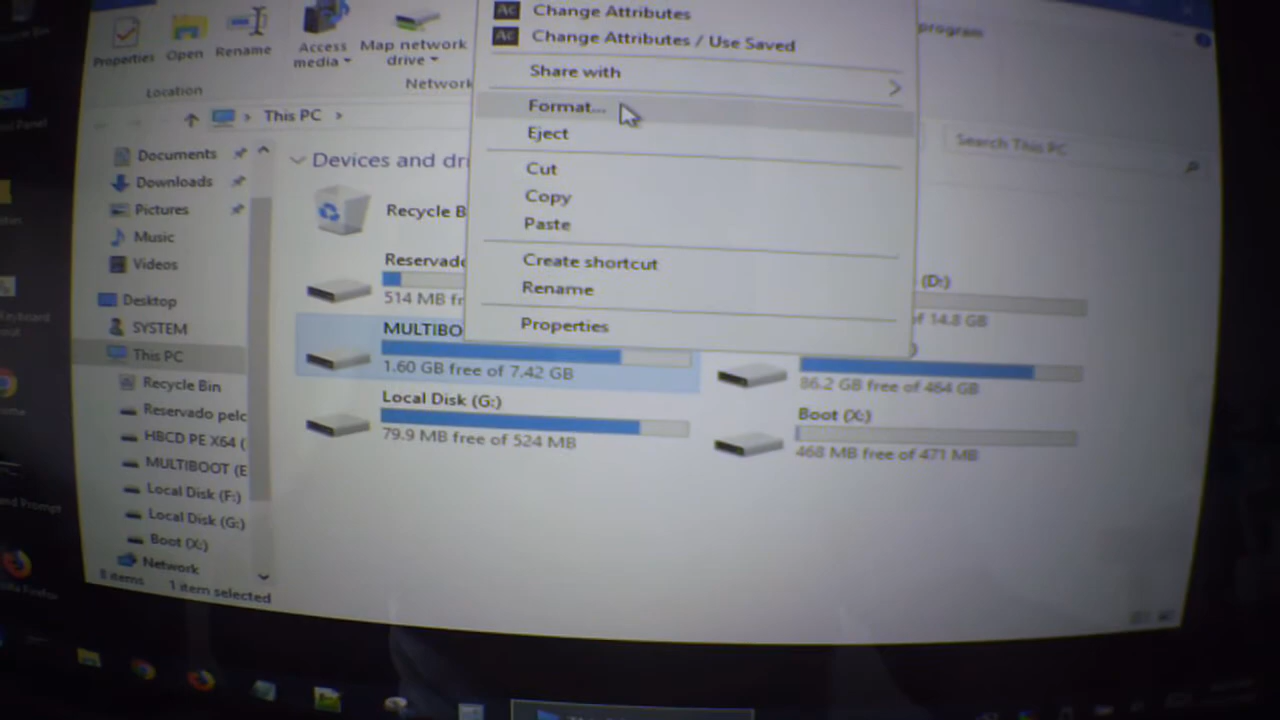 Change Attributes
Change Attributes / Use Saved
program
Properties
Open
Rename
Access media
Map network drive
Share with
Location
Network
Format...
Eject
This PC
Search This PC
Documents
Downloads
Pictures
Music
Videos
Desktop
SYSTEM
This PC
Recycle Bin
Reservado pelc
HBCD PE X64 (
MULTIBOOT (E
Local Disk (F:)
Local Disk (G:)
Boot (X:)
Network
8 items
1 item selected
Devices and dri
Recycle B
Reservado
514 MB fr
MULTIBO
1.60 GB free of 7.42 GB
Local Disk (G:)
79.9 MB free of 524 MB
Cut
Copy
Paste
Create shortcut
Rename
Properties
(D:)
of 14.8 GB
86.2 GB free of 464 GB
Boot (X:)
468 MB free of 471 MB